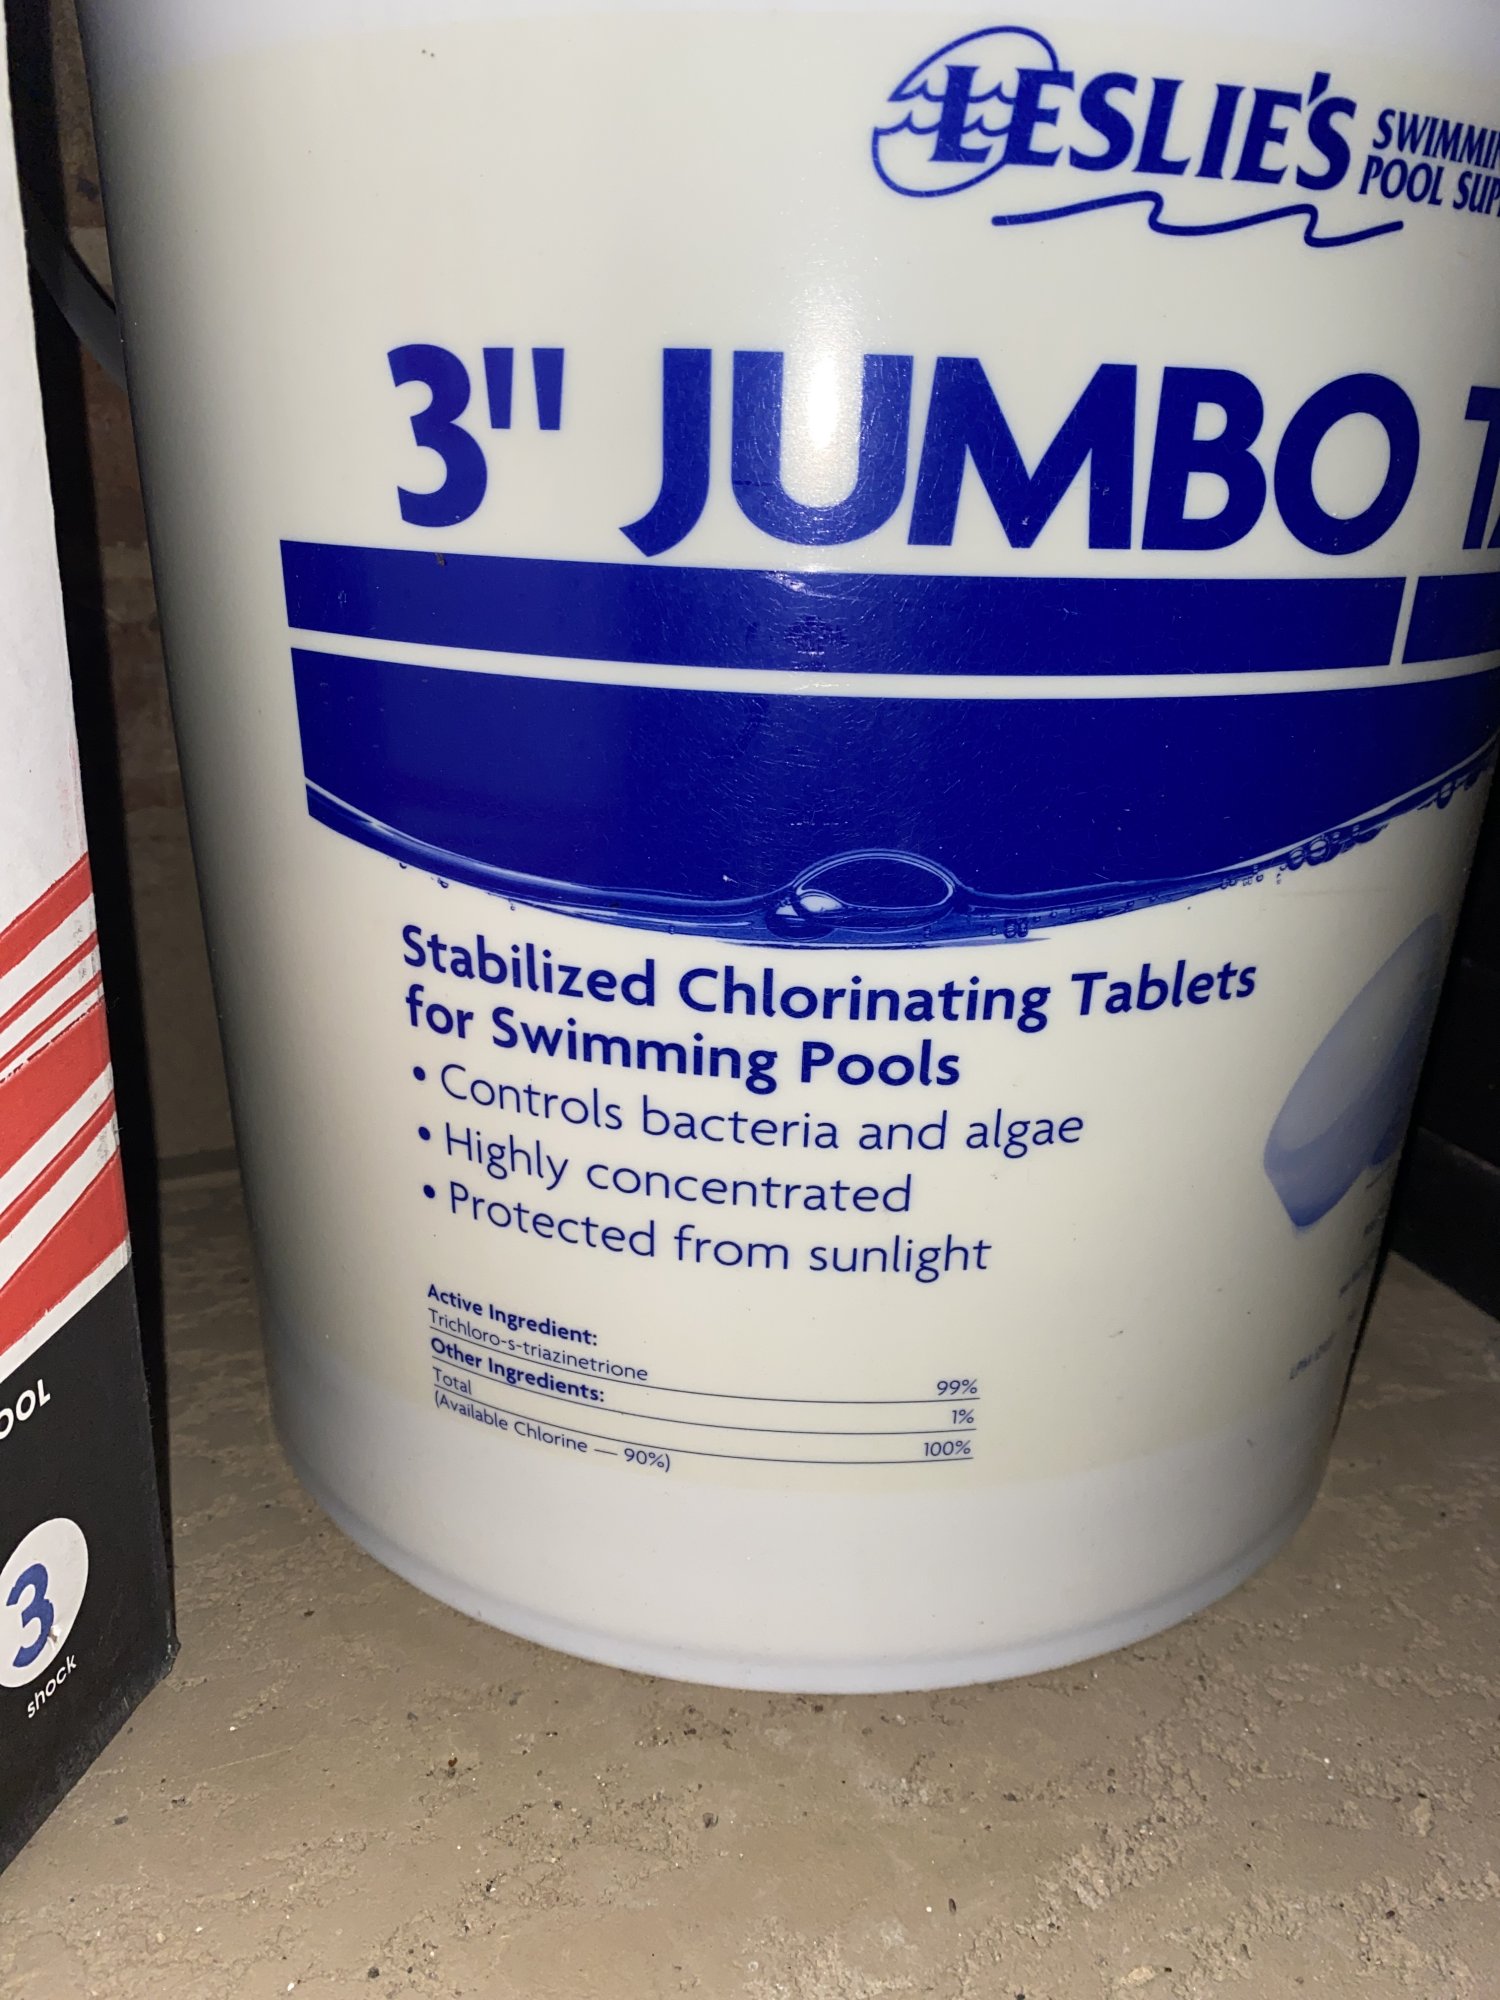 LESLIE'S
SWIMMIN
POOL SUP
3" JUMBO
Stabilized Chlorinating Tablets
for Swimming Pools
• Controls bacteria and algae
• Highly concentrated
• Protected from sunlight
Active Ingredient:
Trichloro-s-triazinetrione 99%
Other Ingredients: 1%
Total 100%
(Available Chlorine — 90%)
OOL
3
shock